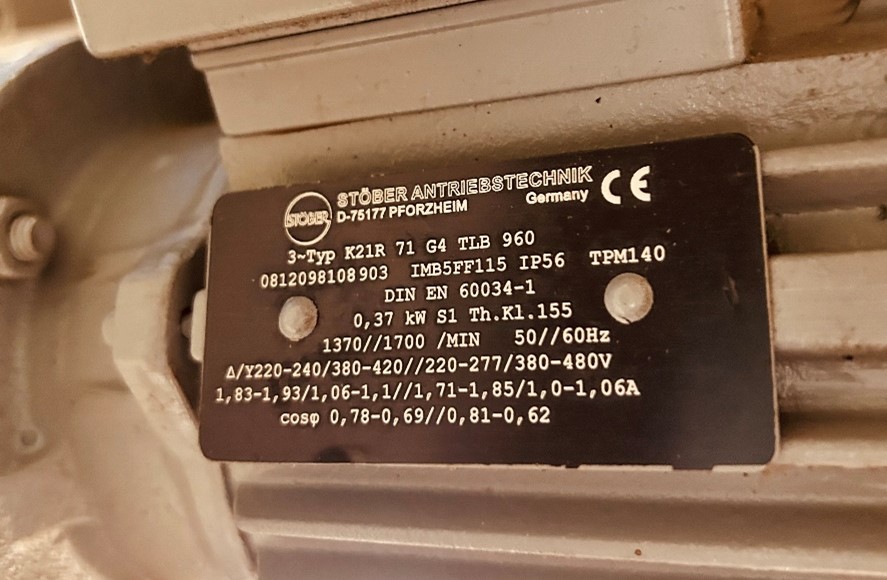 STÖBER
STÖBER ANTRIEBSTECHNIK
D-75177 PFORZHEIM Germany CE
3~Typ K21R 71 G4 TLB 960
0812098108903 IMB5FF115 IP56 TPM140
DIN EN 60034-1
0,37 kW S1 Th.Kl.155
1370//1700 /MIN 50//60Hz
Δ/Y220-240/380-420//220-277/380-480V
1,83-1,93/1,06-1,1//1,71-1,85/1,0-1,06A
cosφ 0,78-0,69//0,81-0,62